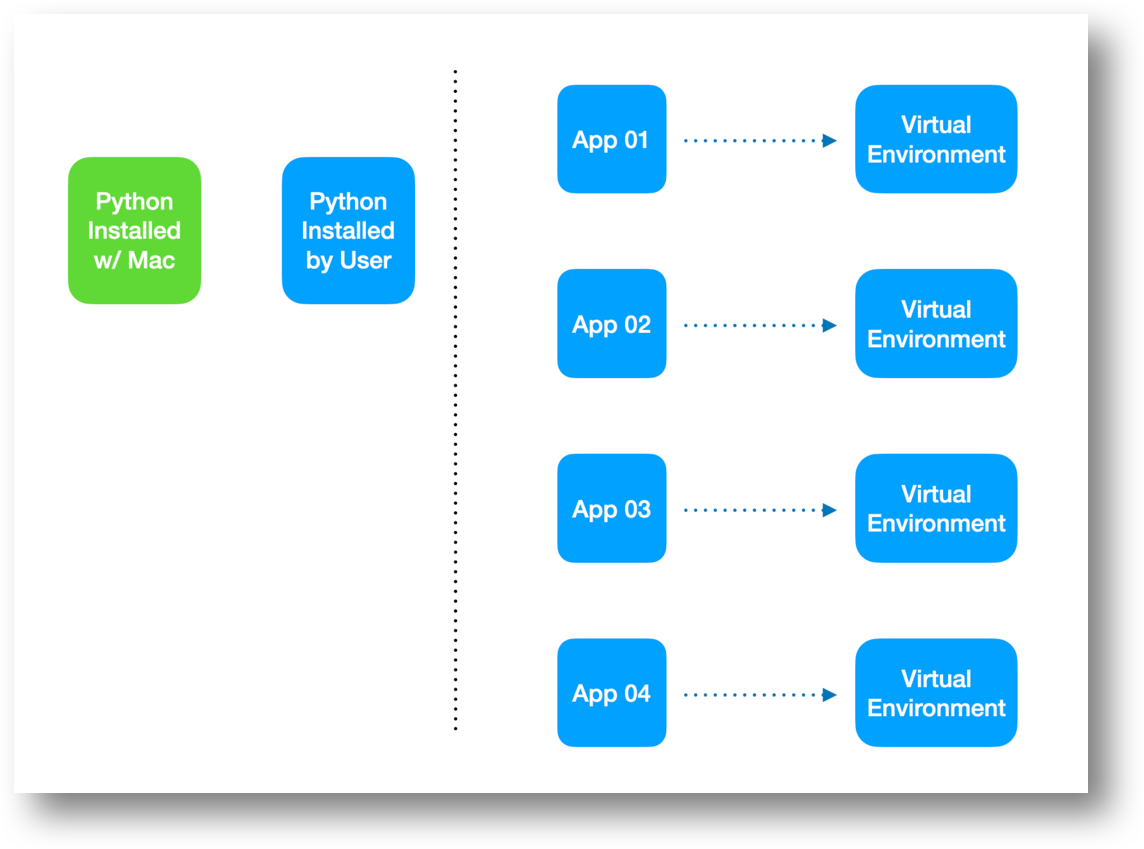 Python
Installed
w/ Mac
Python
Installed
by User
App 01
Virtual
Environment
App 02
Virtual
Environment
App 03
Virtual
Environment
App 04
Virtual
Environment